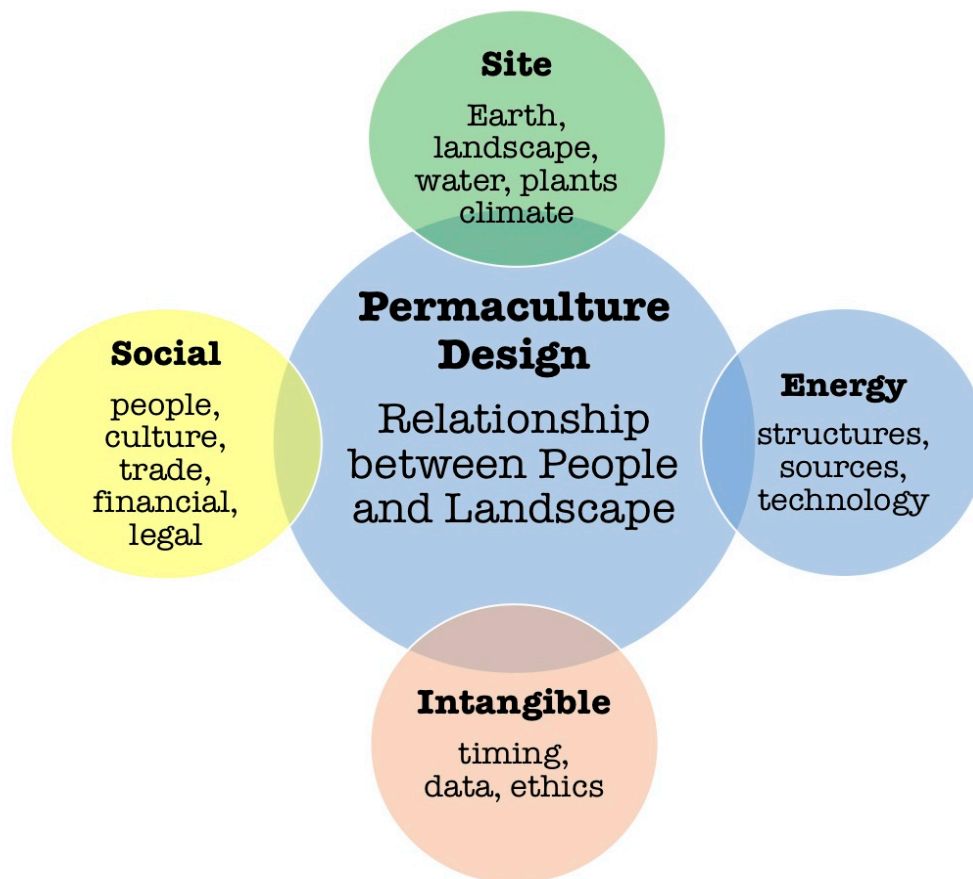 Site
Earth,
landscape,
water, plants
climate
Permaculture
Design
Relationship
between People
and Landscape
Social
people,
culture,
trade,
financial,
legal
Energy
structures,
sources,
technology
Intangible
timing,
data, ethics